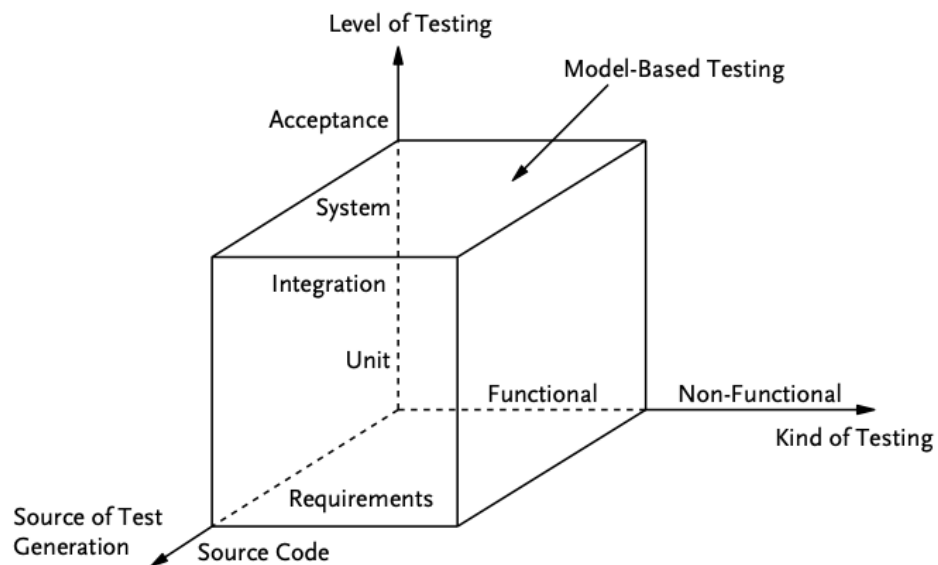 Level of Testing
Model-Based Testing
Acceptance
System
Integration
Unit
Functional
Non-Functional
Kind of Testing
Requirements
Source of Test
Generation
Source Code